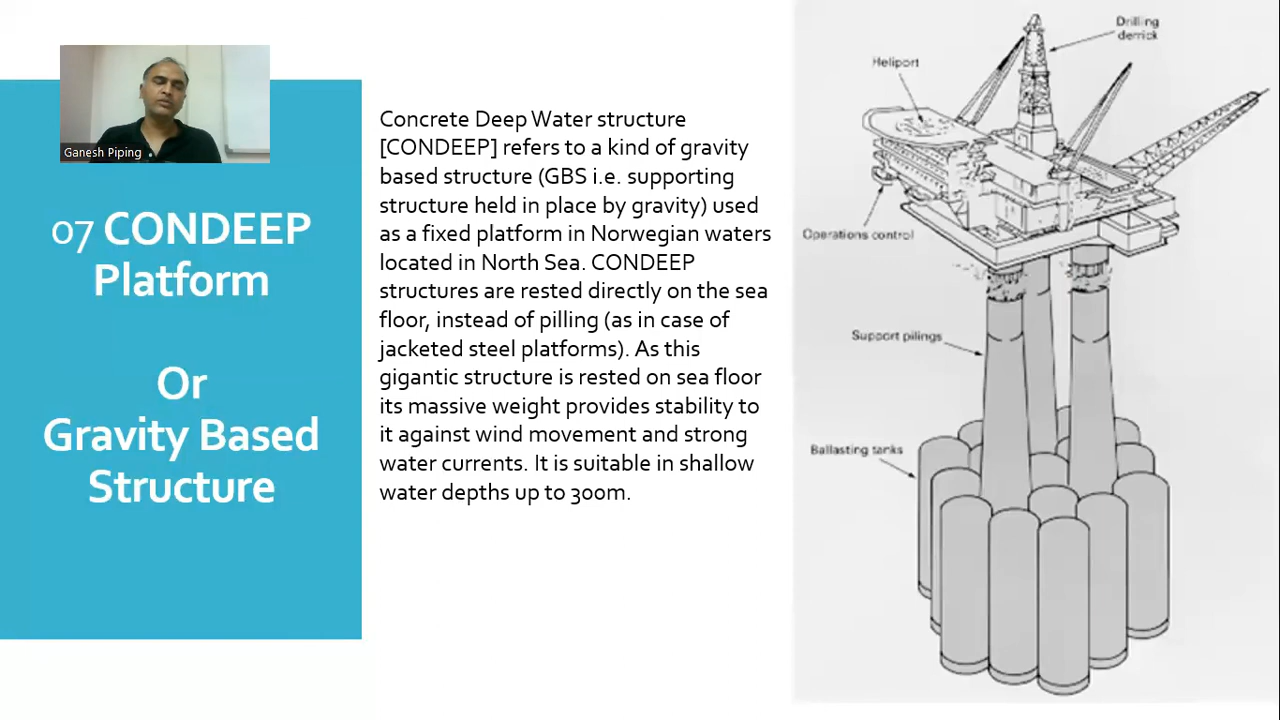 Ganesh Piping
07 CONDEEP
Platform
Or
Gravity Based
Structure
Concrete Deep Water structure
[CONDEEP] refers to a kind of gravity
based structure (GBS i.e. supporting
structure held in place by gravity) used
as a fixed platform in Norwegian waters
located in North Sea. CONDEEP
structures are rested directly on the sea
floor, instead of pilling (as in case of
jacketed steel platforms). As this
gigantic structure is rested on sea floor
its massive weight provides stability to
it against wind movement and strong
water currents. It is suitable in shallow
water depths up to 300m.
Drilling
derrick
Heliport
Operations control
Support pilings
Ballasting tanks